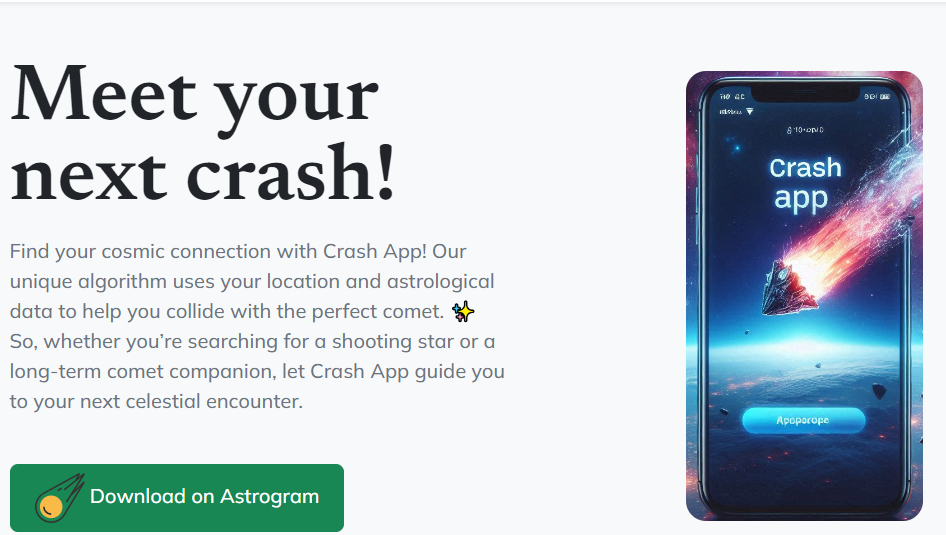 Meet your
next crash!
Find your cosmic connection with Crash App! Our
unique algorithm uses your location and astrological
data to help you collide with the perfect comet. ✨
So, whether you’re searching for a shooting star or a
long-term comet companion, let Crash App guide you
to your next celestial encounter.
Download on Astrogram
Crash
app